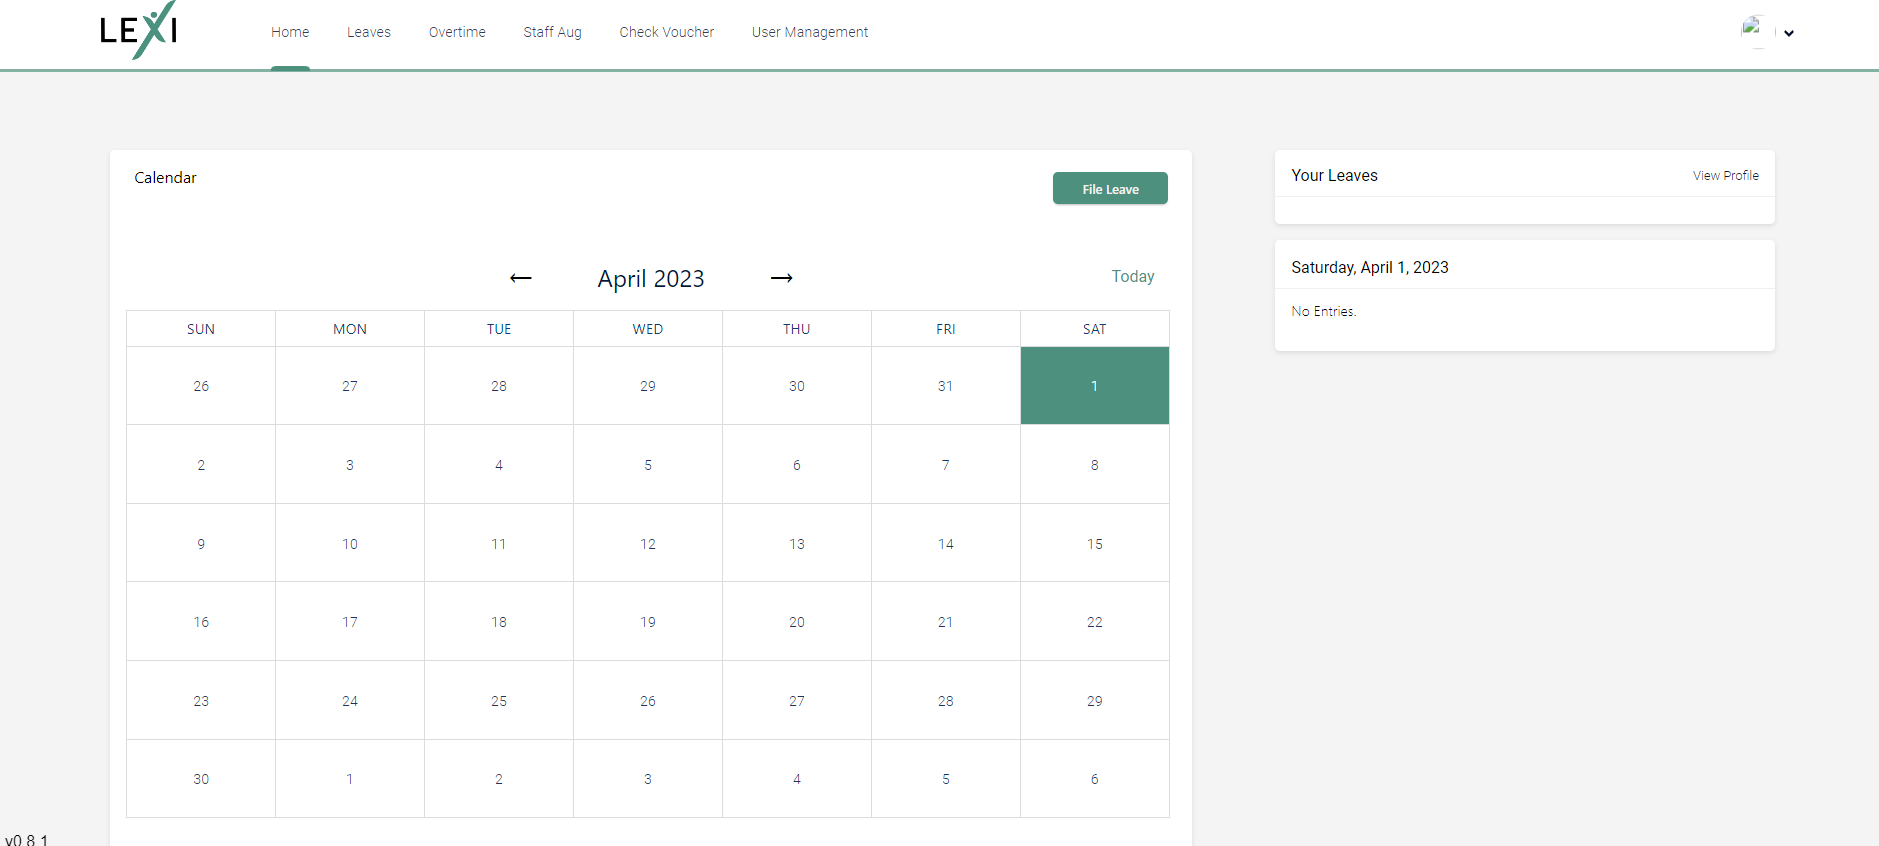 LEXI
Home Leaves Overtime Staff Aug Check Voucher User Management
Calendar
File Leave
April 2023
Today
SUN MON TUE WED THU FRI SAT
26 27 28 29 30 31 1
2 3 4 5 6 7 8
9 10 11 12 13 14 15
16 17 18 19 20 21 22
23 24 25 26 27 28 29
30 1 2 3 4 5 6
Your Leaves View Profile
Saturday, April 1, 2023
No Entries.
v0.8.1